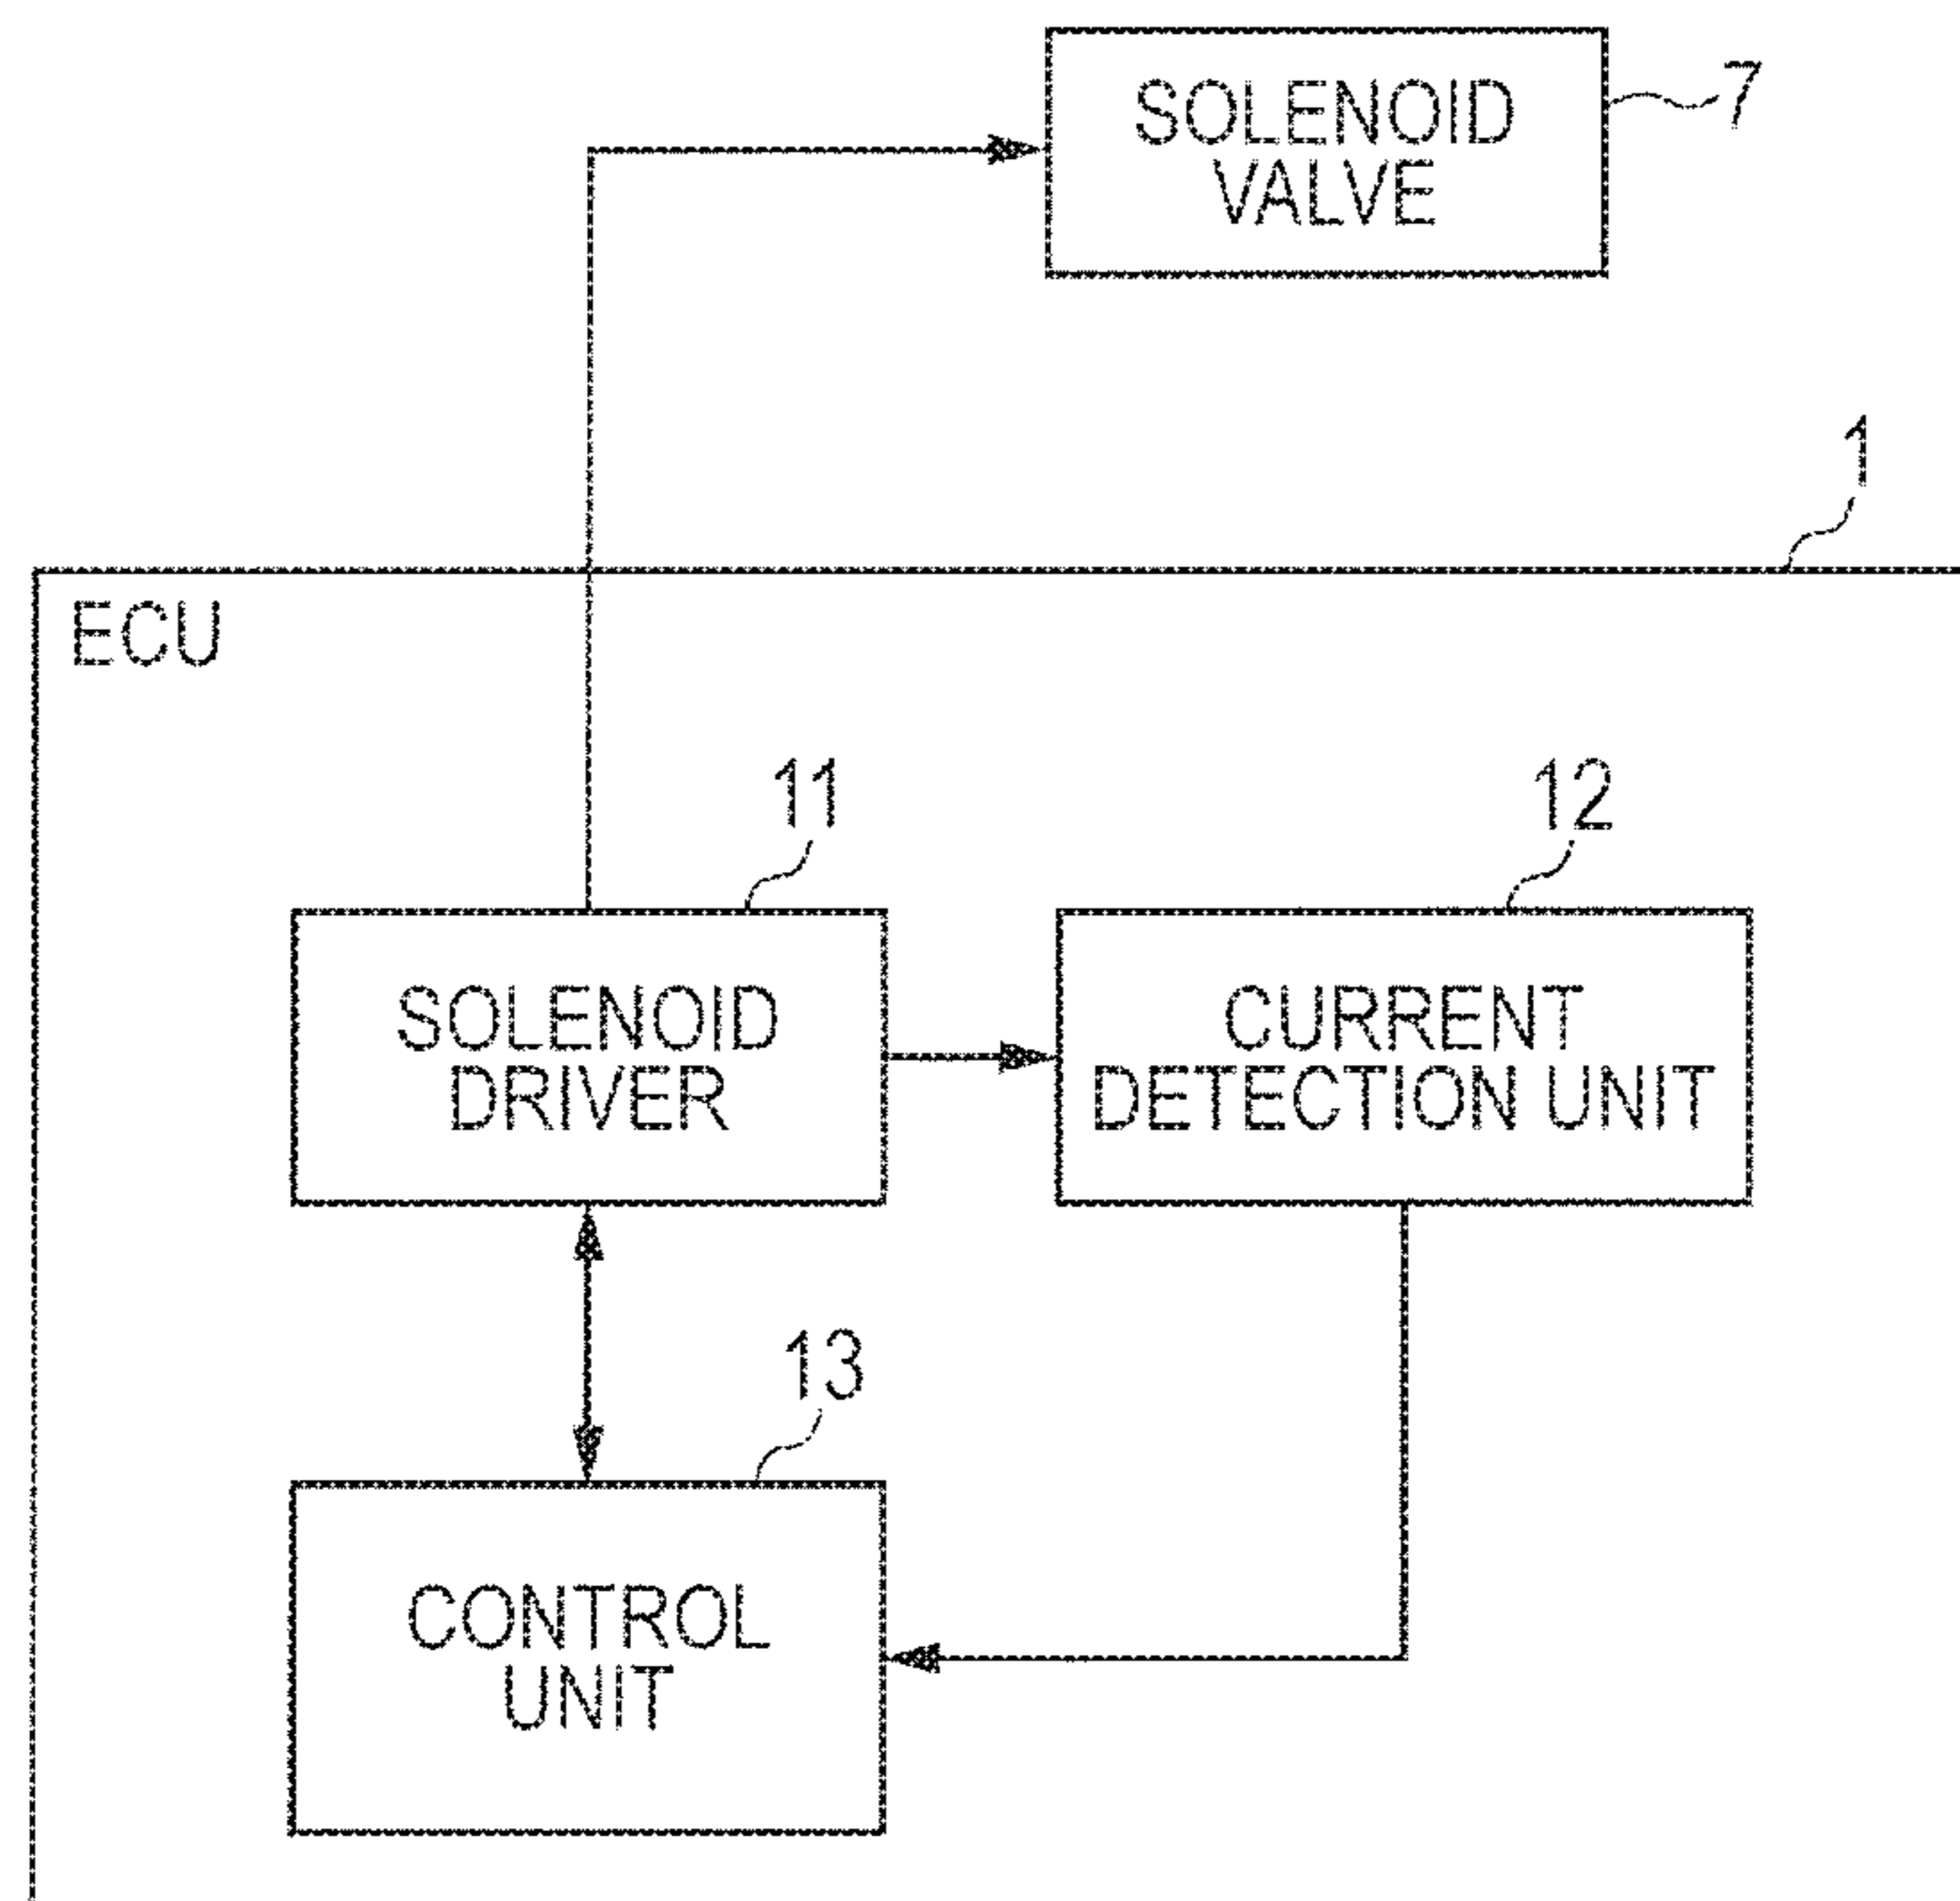 SOLENOID
VALVE
7
1
ECU
11
12
SOLENOID
DRIVER
CURRENT
DETECTION UNIT
13
CONTROL
UNIT